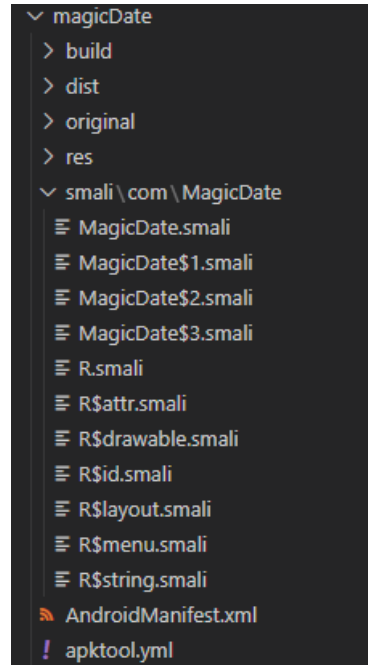 magicDate
build
dist
original
res
smali\com\MagicDate
MagicDate.smali
MagicDate$1.smali
MagicDate$2.smali
MagicDate$3.smali
R.smali
R$attr.smali
R$drawable.smali
R$id.smali
R$layout.smali
R$menu.smali
R$string.smali
AndroidManifest.xml
! apktool.yml